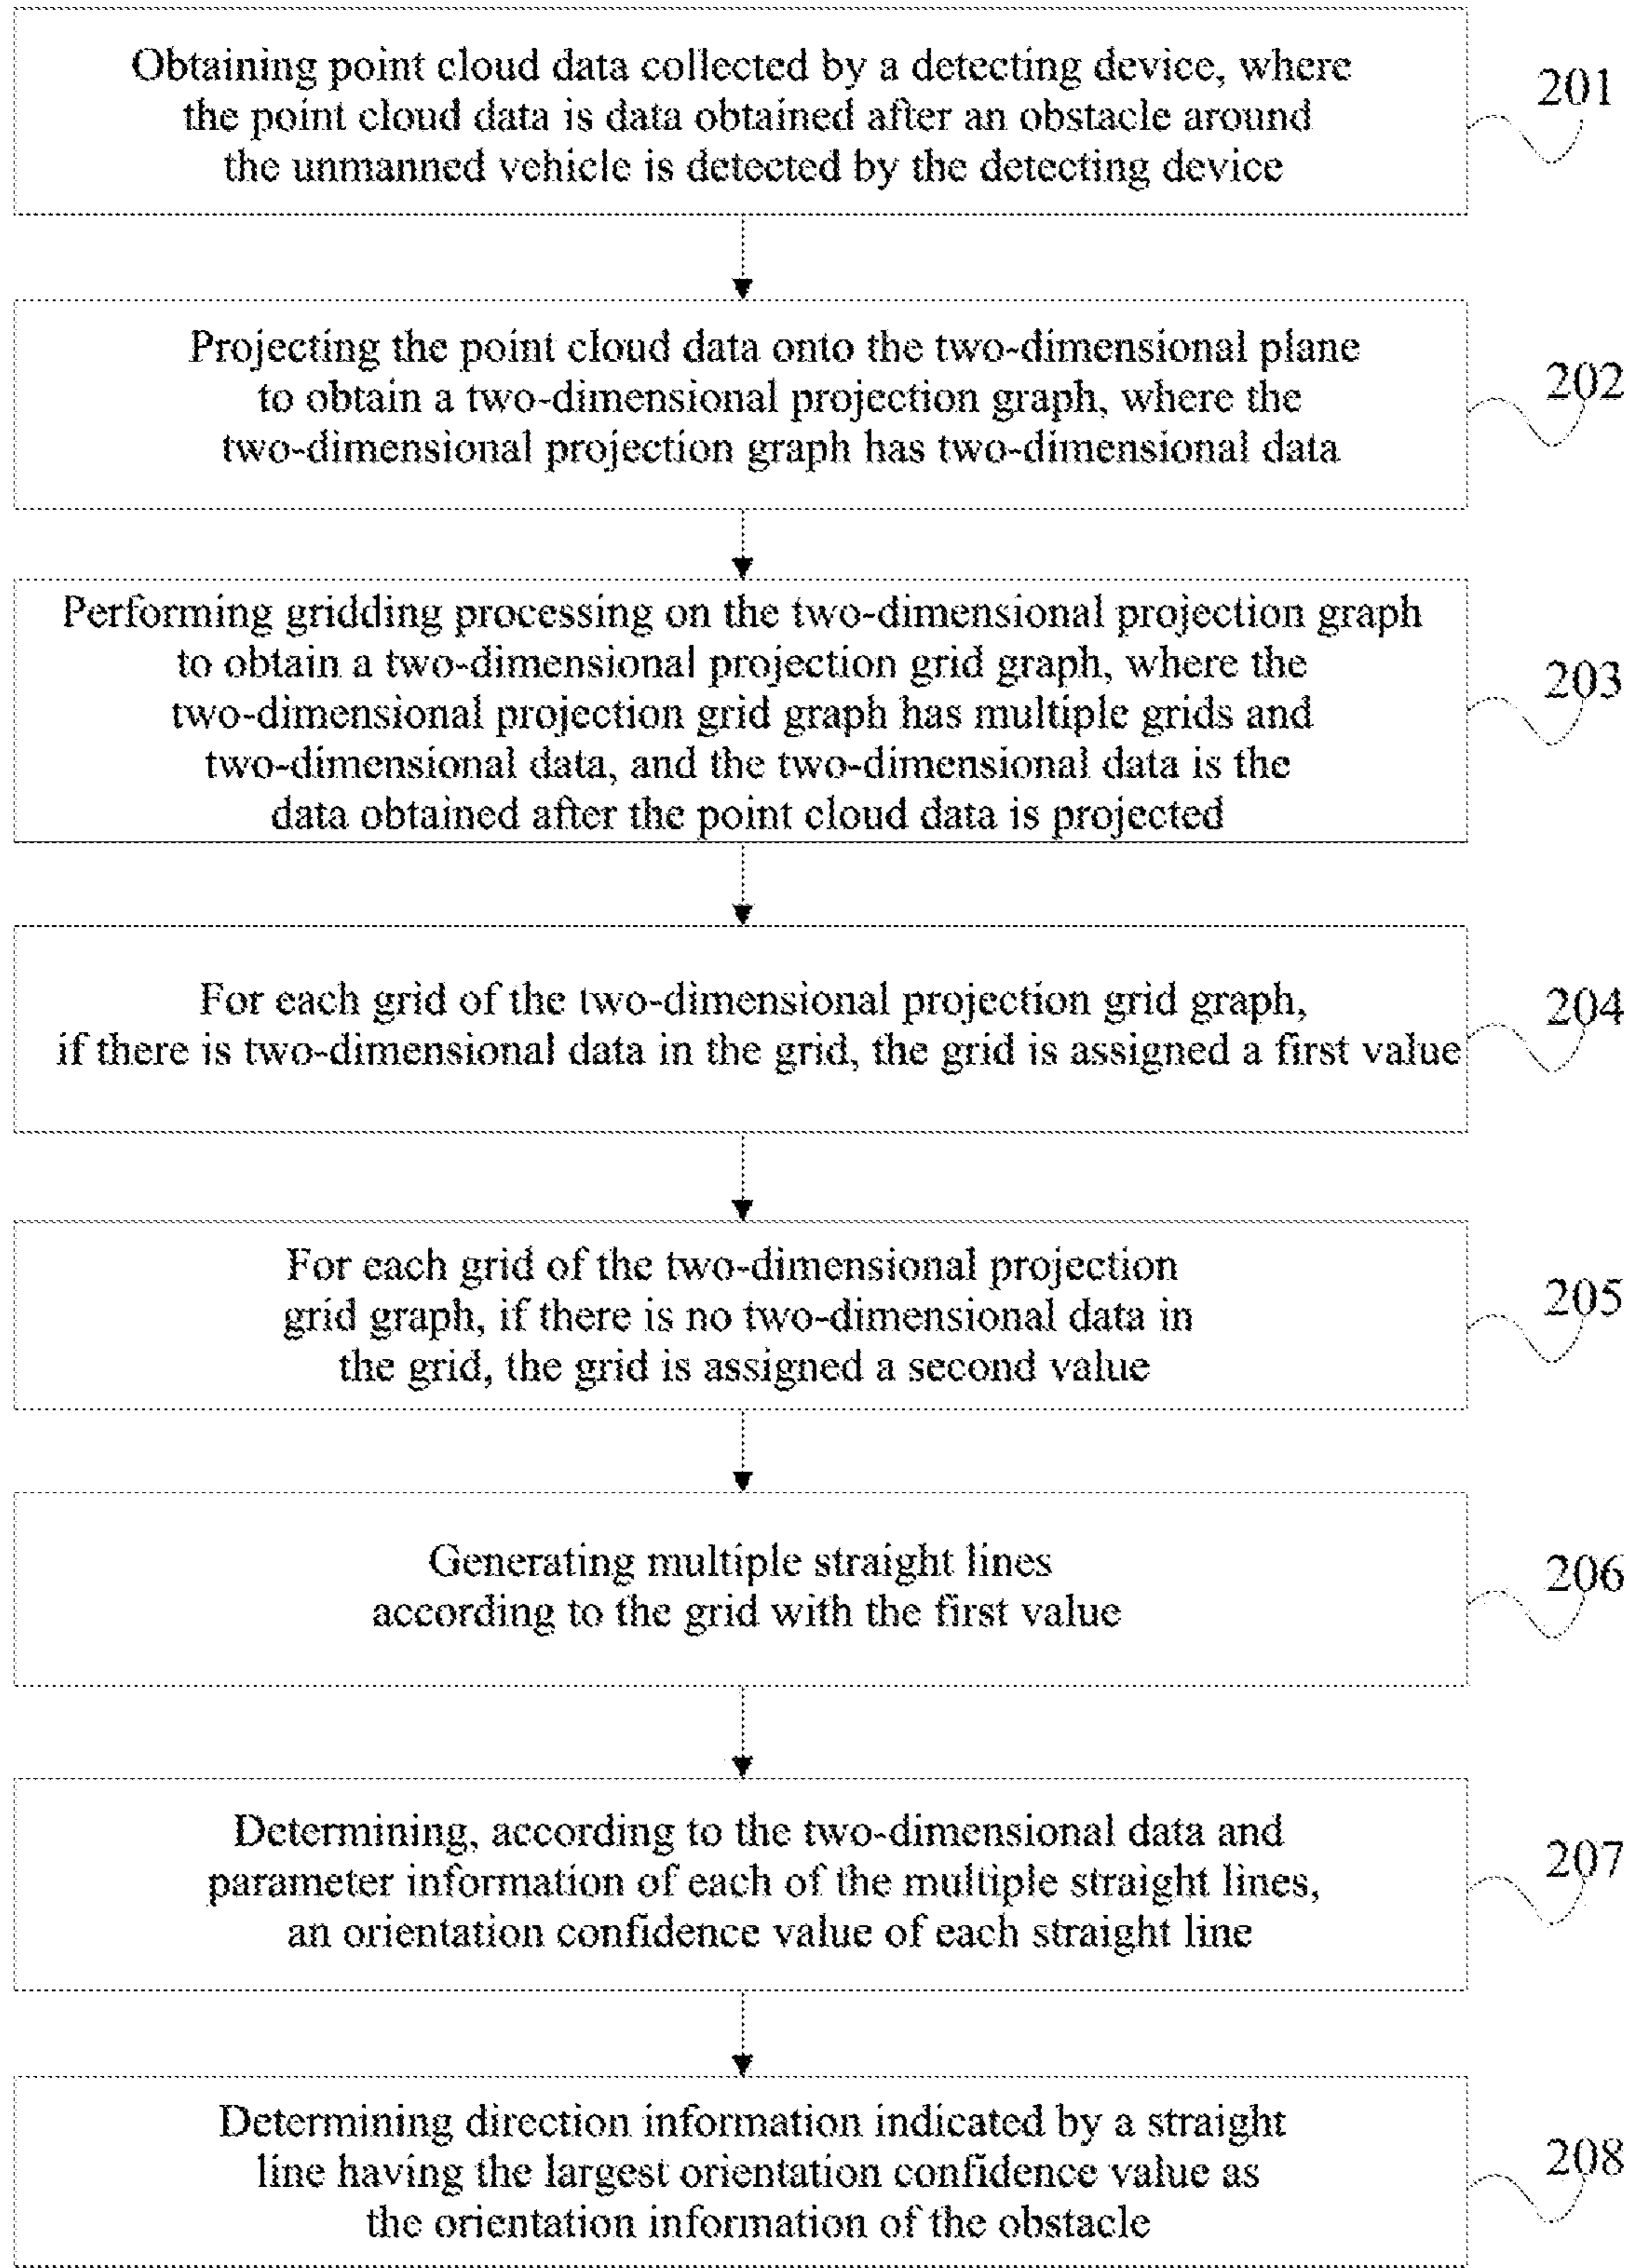 Obtaining point cloud data collected by a detecting device, where
the point cloud data is data obtained after an obstacle around
the unmanned vehicle is detected by the detecting device
201
Projecting the point cloud data onto the two-dimensional plane
to obtain a two-dimensional projection graph, where the
two-dimensional projection graph has two-dimensional data
202
Performing gridding processing on the two-dimensional projection graph
to obtain a two-dimensional projection grid graph, where the
two-dimensional projection grid graph has multiple grids and
two-dimensional data, and the two-dimensional data is the
data obtained after the point cloud data is projected
203
For each grid of the two-dimensional projection grid graph,
if there is two-dimensional data in the grid, the grid is assigned a first value
204
For each grid of the two-dimensional projection
grid graph, if there is no two-dimensional data in
the grid, the grid is assigned a second value
205
Generating multiple straight lines
according to the grid with the first value
206
Determining, according to the two-dimensional data and
parameter information of each of the multiple straight lines,
an orientation confidence value of each straight line
207
Determining direction information indicated by a straight
line having the largest orientation confidence value as
the orientation information of the obstacle
208